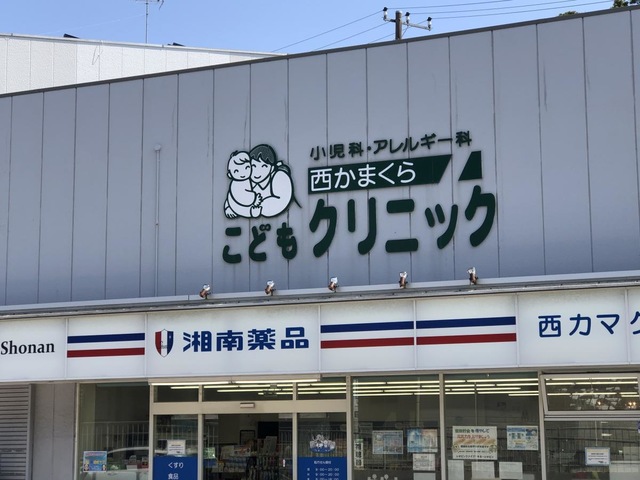 小児科・アレルギー科
西かまくら
こどもクリニック
Shonan
湘南薬品
西カマク
くすり
食品